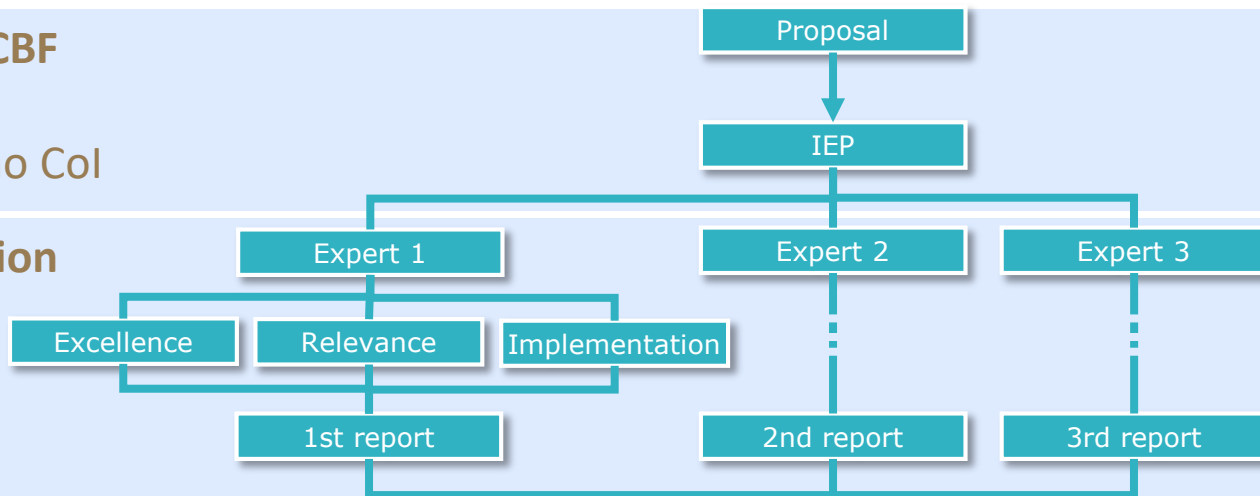 CBF
Proposal
IEP
o Col
ion
Expert 1
Expert 2
Expert 3
Excellence
Relevance
Implementation
1st report
2nd report
3rd report